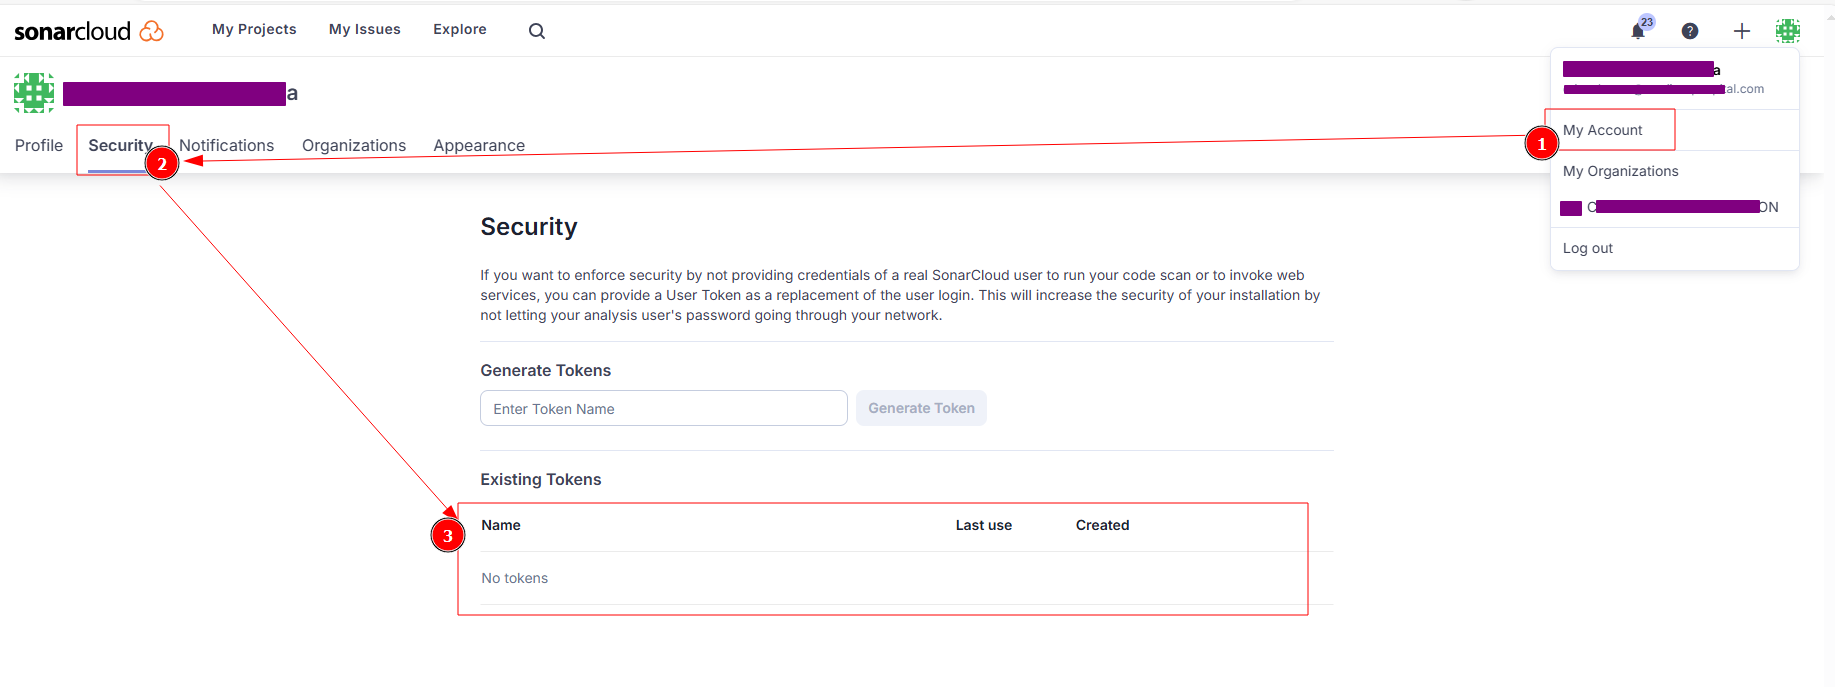 sonarcloud
My Projects
My Issues
Explore
23
?
a
a
al.com
My Account
1
Profile
Security
Notifications
Organizations
Appearance
2
My Organizations
C ON
Log out
Security
If you want to enforce security by not providing credentials of a real SonarCloud user to run your code scan or to invoke web
services, you can provide a User Token as a replacement of the user login. This will increase the security of your installation by
not letting your analysis user's password going through your network.
Generate Tokens
Enter Token Name
Generate Token
Existing Tokens
3
Name
Last use
Created
No tokens